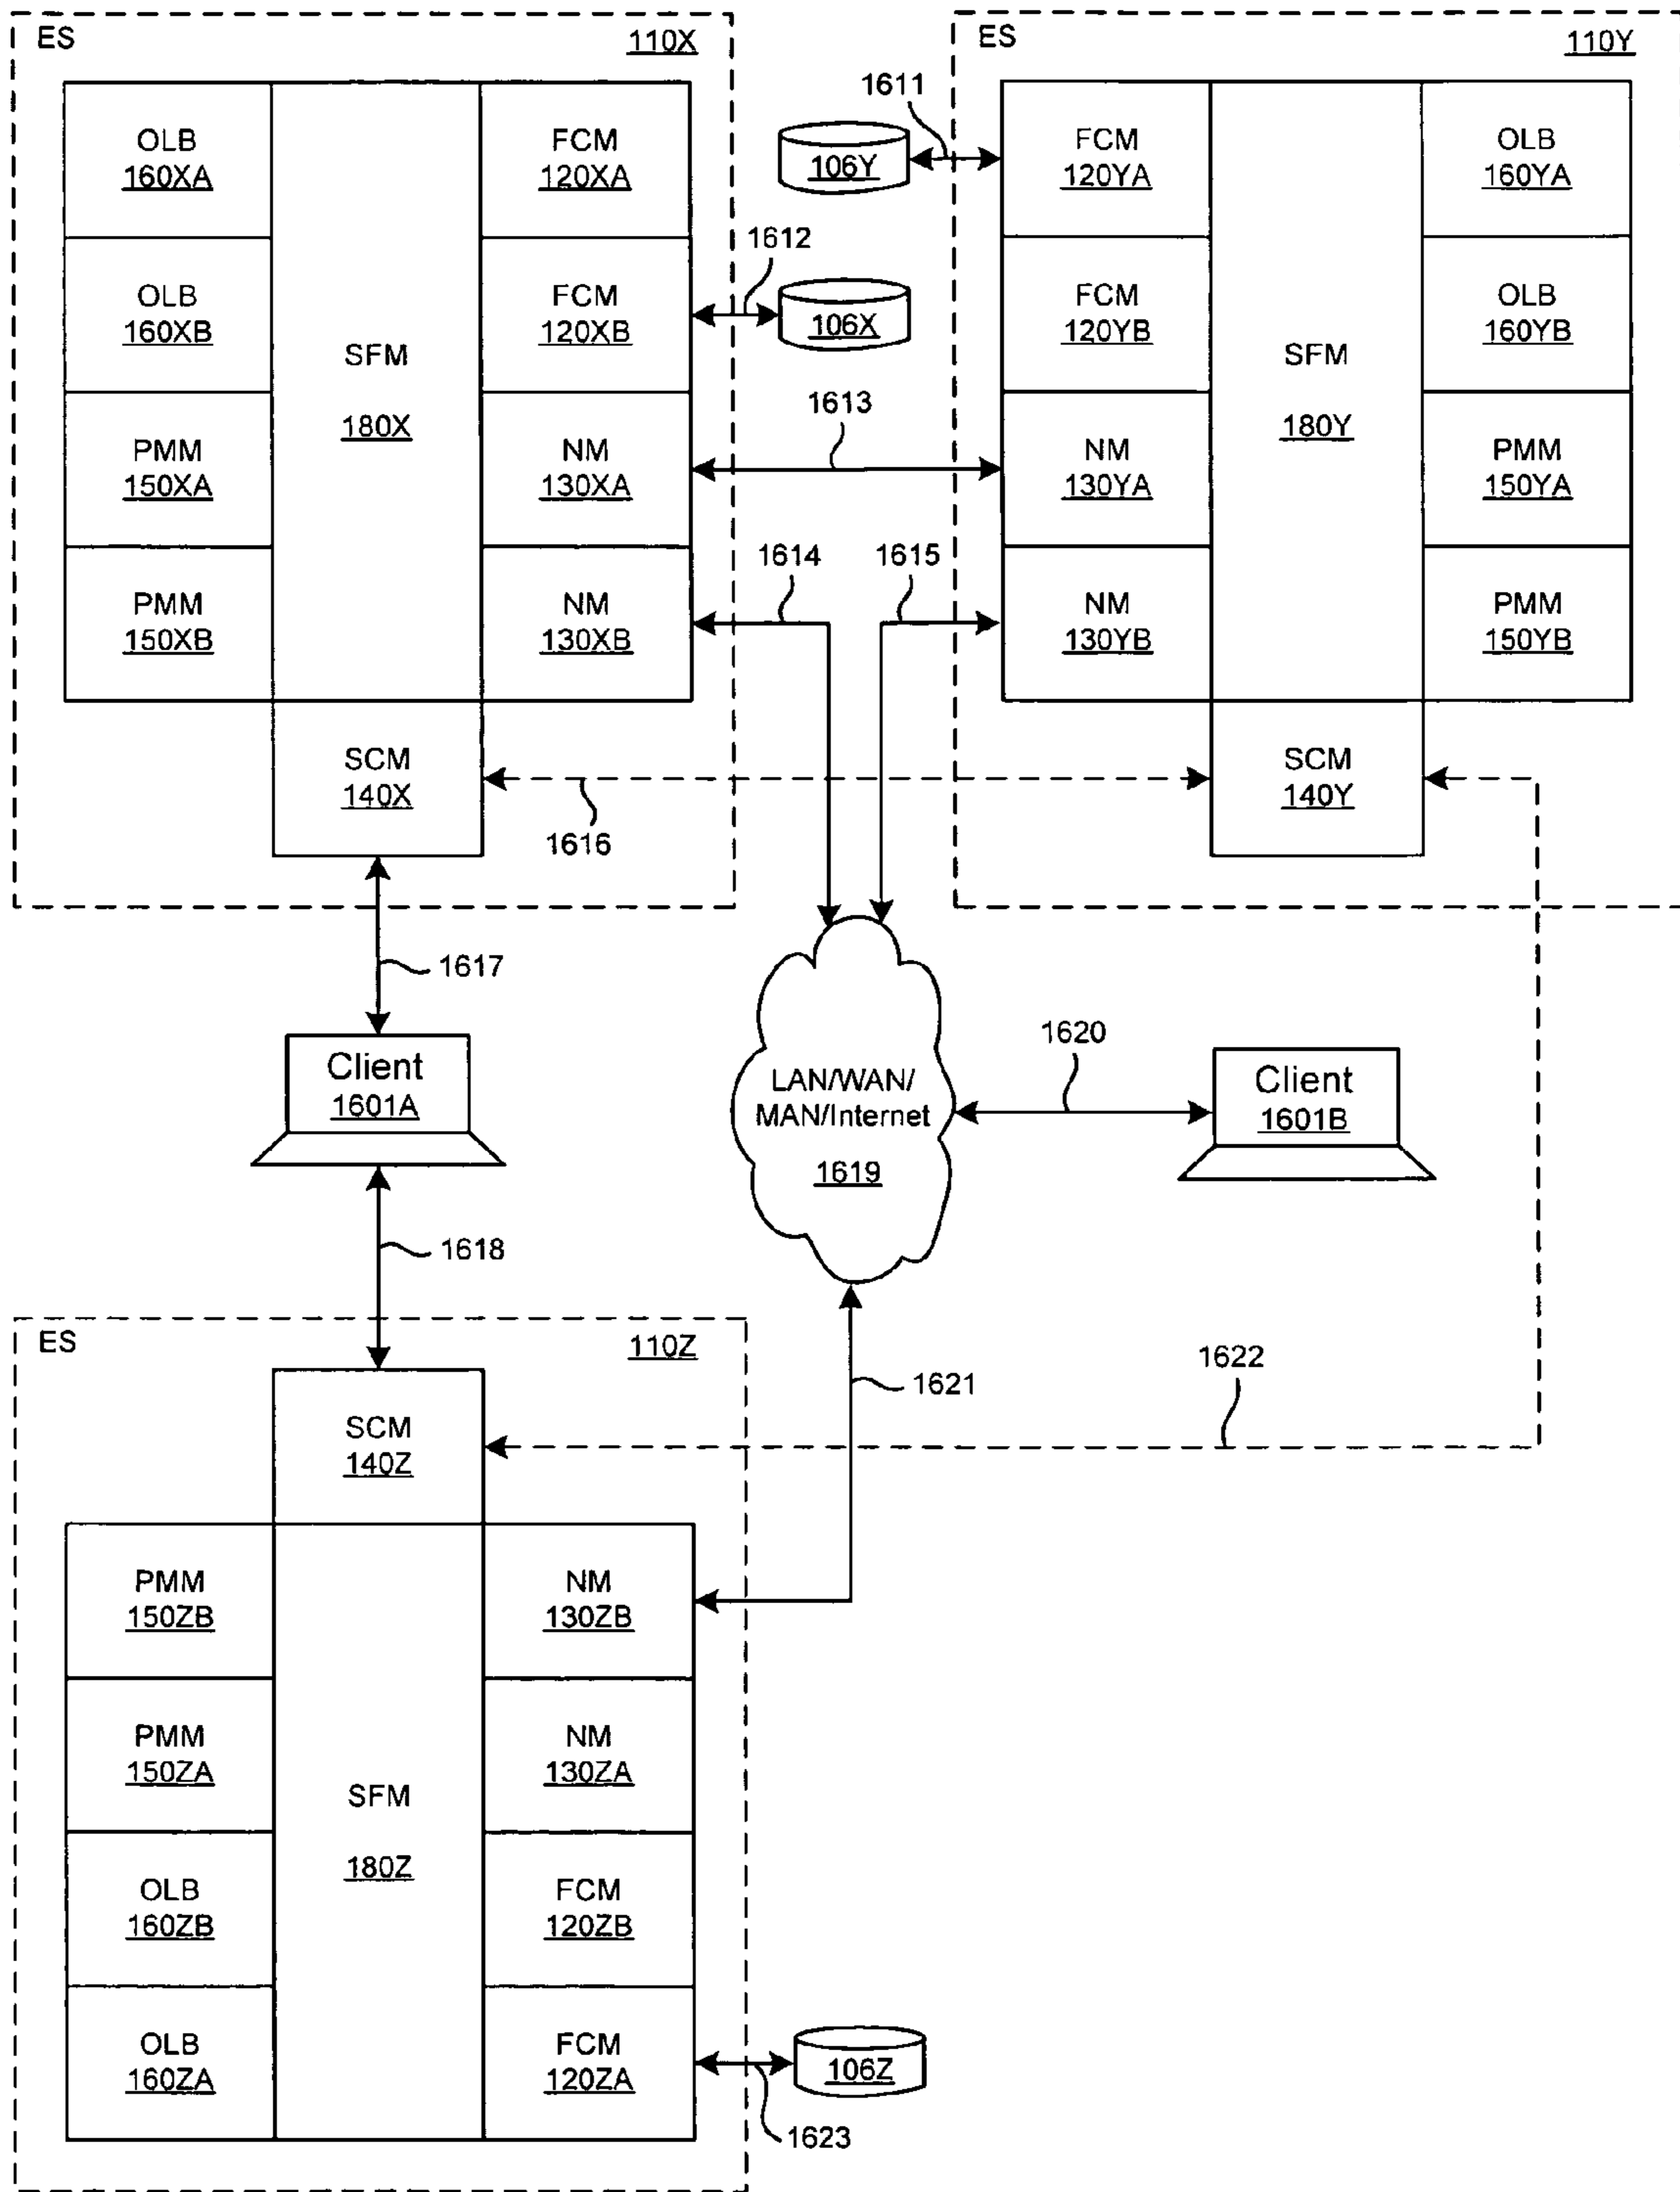 ES
110X
OLB
160XA
FCM
120XA
OLB
160XB
FCM
120XB
SFM
180X
PMM
150XA
NM
130XA
PMM
150XB
NM
130XB
SCM
140X
1611
106Y
1612
106X
1613
1614
1615
1616
ES
110Y
FCM
120YA
OLB
160YA
FCM
120YB
OLB
160YB
SFM
180Y
NM
130YA
PMM
150YA
NM
130YB
PMM
150YB
SCM
140Y
1617
Client
1601A
1618
LAN/WAN/
MAN/Internet
1619
1620
Client
1601B
1621
1622
ES
110Z
SCM
140Z
PMM
150ZB
NM
130ZB
PMM
150ZA
NM
130ZA
SFM
180Z
OLB
160ZB
FCM
120ZB
OLB
160ZA
FCM
120ZA
106Z
1623